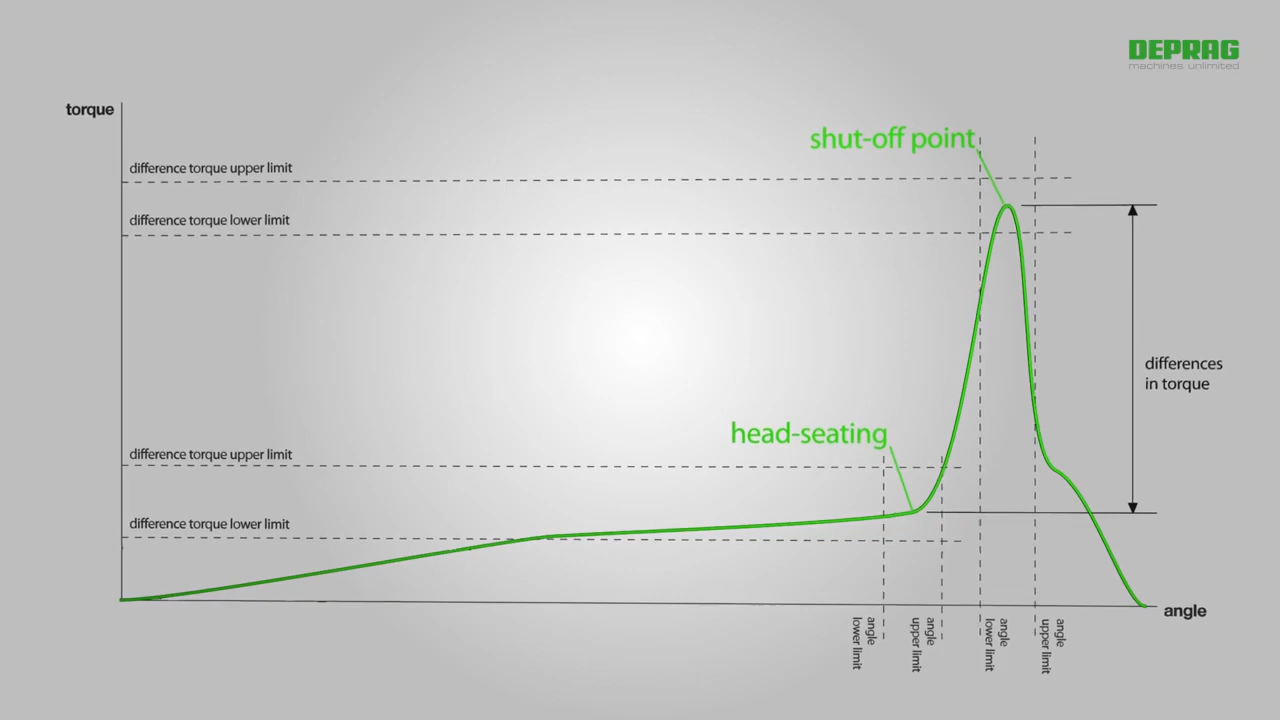 DEPRAG
machines unlimited
torque
shut-off point
difference torque upper limit
difference torque lower limit
differences
in torque
head-seating
difference torque upper limit
difference torque lower limit
angle
angle
lower limit
angle
upper limit
angle
lower limit
angle
upper limit